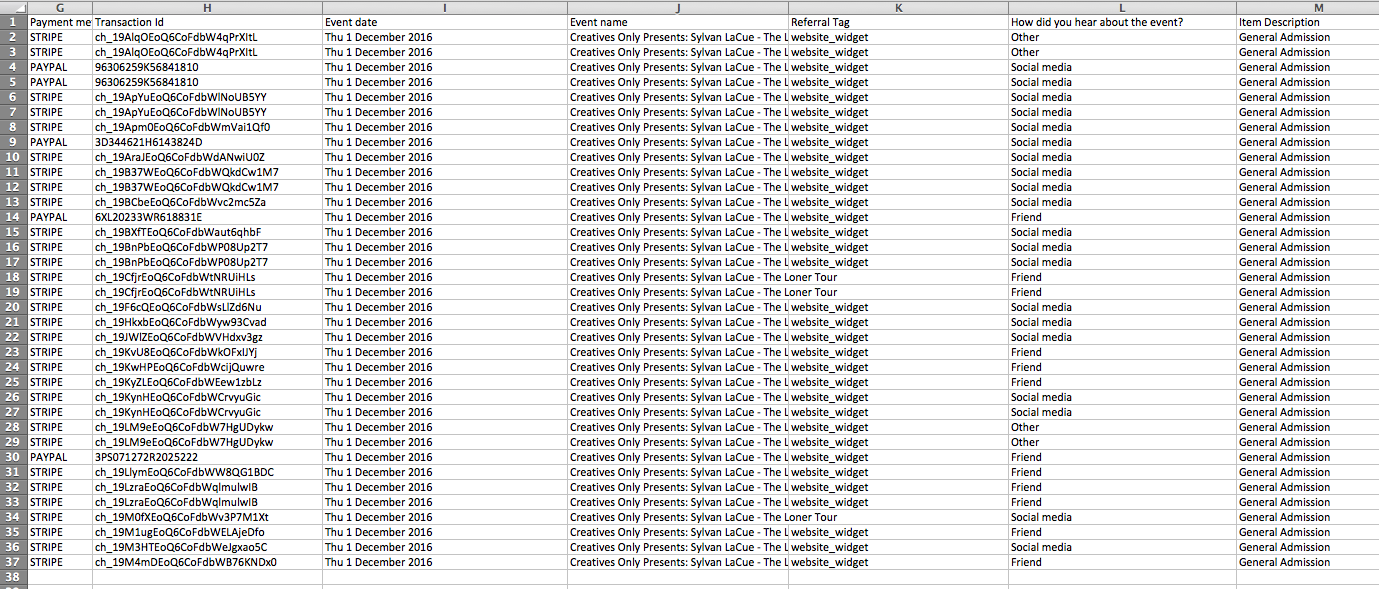 G H I J K L M
1 Payment me Transaction Id Event date Event name Referral Tag How did you hear about the event? Item Description
2 STRIPE ch_19AlqOEoQ6CoFdbW4qPrXItL Thu 1 December 2016 Creatives Only Presents: Sylvan LaCue - The L website_widget Other General Admission
3 STRIPE ch_19AlqOEoQ6CoFdbW4qPrXItL Thu 1 December 2016 Creatives Only Presents: Sylvan LaCue - The L website_widget Other General Admission
4 PAYPAL 96306259K56841810 Thu 1 December 2016 Creatives Only Presents: Sylvan LaCue - The L website_widget Social media General Admission
5 PAYPAL 96306259K56841810 Thu 1 December 2016 Creatives Only Presents: Sylvan LaCue - The L website_widget Social media General Admission
6 STRIPE ch_19ApYuEoQ6CoFdbWlNoUB5YY Thu 1 December 2016 Creatives Only Presents: Sylvan LaCue - The L website_widget Social media General Admission
7 STRIPE ch_19ApYuEoQ6CoFdbWlNoUB5YY Thu 1 December 2016 Creatives Only Presents: Sylvan LaCue - The L website_widget Social media General Admission
8 STRIPE ch_19Apm0EoQ6CoFdbWmVai1Qf0 Thu 1 December 2016 Creatives Only Presents: Sylvan LaCue - The L website_widget Social media General Admission
9 PAYPAL 3D344621H6143824D Thu 1 December 2016 Creatives Only Presents: Sylvan LaCue - The L website_widget Social media General Admission
10 STRIPE ch_19AraJEoQ6CoFdbWdANwiU0Z Thu 1 December 2016 Creatives Only Presents: Sylvan LaCue - The L website_widget Social media General Admission
11 STRIPE ch_19B37WEoQ6CoFdbWQkdCw1M7 Thu 1 December 2016 Creatives Only Presents: Sylvan LaCue - The L website_widget Social media General Admission
12 STRIPE ch_19B37WEoQ6CoFdbWQkdCw1M7 Thu 1 December 2016 Creatives Only Presents: Sylvan LaCue - The L website_widget Social media General Admission
13 STRIPE ch_19BCbeEoQ6CoFdbWvc2mc5Za Thu 1 December 2016 Creatives Only Presents: Sylvan LaCue - The L website_widget Social media General Admission
14 PAYPAL 6XL20233WR618831E Thu 1 December 2016 Creatives Only Presents: Sylvan LaCue - The L website_widget Friend General Admission
15 STRIPE ch_19BXfTEoQ6CoFdbWaut6qhbF Thu 1 December 2016 Creatives Only Presents: Sylvan LaCue - The L website_widget Social media General Admission
16 STRIPE ch_19BnPbEoQ6CoFdbWP08Up2T7 Thu 1 December 2016 Creatives Only Presents: Sylvan LaCue - The L website_widget Social media General Admission
17 STRIPE ch_19BnPbEoQ6CoFdbWP08Up2T7 Thu 1 December 2016 Creatives Only Presents: Sylvan LaCue - The L website_widget Social media General Admission
18 STRIPE ch_19CfjrEoQ6CoFdbWtNRUiHLs Thu 1 December 2016 Creatives Only Presents: Sylvan LaCue - The Loner Tour Friend General Admission
19 STRIPE ch_19CfjrEoQ6CoFdbWtNRUiHLs Thu 1 December 2016 Creatives Only Presents: Sylvan LaCue - The Loner Tour Friend General Admission
20 STRIPE ch_19F6cQEoQ6CoFdbWsLlZd6Nu Thu 1 December 2016 Creatives Only Presents: Sylvan LaCue - The L website_widget Social media General Admission
21 STRIPE ch_19HkxbEoQ6CoFdbWyw93Cvad Thu 1 December 2016 Creatives Only Presents: Sylvan LaCue - The L website_widget Social media General Admission
22 STRIPE ch_19JWlZEoQ6CoFdbWVHdxv3gz Thu 1 December 2016 Creatives Only Presents: Sylvan LaCue - The L website_widget Social media General Admission
23 STRIPE ch_19KvU8EoQ6CoFdbWkOFxIJYj Thu 1 December 2016 Creatives Only Presents: Sylvan LaCue - The L website_widget Friend General Admission
24 STRIPE ch_19KwHPEoQ6CoFdbWcijQuwre Thu 1 December 2016 Creatives Only Presents: Sylvan LaCue - The L website_widget Friend General Admission
25 STRIPE ch_19KyZLEoQ6CoFdbWEew1zbLz Thu 1 December 2016 Creatives Only Presents: Sylvan LaCue - The L website_widget Friend General Admission
26 STRIPE ch_19KynHEoQ6CoFdbWCrvyuGic Thu 1 December 2016 Creatives Only Presents: Sylvan LaCue - The L website_widget Social media General Admission
27 STRIPE ch_19KynHEoQ6CoFdbWCrvyuGic Thu 1 December 2016 Creatives Only Presents: Sylvan LaCue - The L website_widget Social media General Admission
28 STRIPE ch_19LM9eEoQ6CoFdbW7HgUDykw Thu 1 December 2016 Creatives Only Presents: Sylvan LaCue - The L website_widget Other General Admission
29 STRIPE ch_19LM9eEoQ6CoFdbW7HgUDykw Thu 1 December 2016 Creatives Only Presents: Sylvan LaCue - The L website_widget Other General Admission
30 PAYPAL 3PS071272R2025222 Thu 1 December 2016 Creatives Only Presents: Sylvan LaCue - The L website_widget Friend General Admission
31 STRIPE ch_19LlymEoQ6CoFdbWW8QG1BDC Thu 1 December 2016 Creatives Only Presents: Sylvan LaCue - The L website_widget Friend General Admission
32 STRIPE ch_19LzraEoQ6CoFdbWqlmulwlB Thu 1 December 2016 Creatives Only Presents: Sylvan LaCue - The L website_widget Friend General Admission
33 STRIPE ch_19LzraEoQ6CoFdbWqlmulwlB Thu 1 December 2016 Creatives Only Presents: Sylvan LaCue - The L website_widget Friend General Admission
34 STRIPE ch_19M0fXEoQ6CoFdbWv3P7M1Xt Thu 1 December 2016 Creatives Only Presents: Sylvan LaCue - The Loner Tour Social media General Admission
35 STRIPE ch_19M1ugEoQ6CoFdbWELAjeDfo Thu 1 December 2016 Creatives Only Presents: Sylvan LaCue - The L website_widget Friend General Admission
36 STRIPE ch_19M3HTEoQ6CoFdbWeJgxao5C Thu 1 December 2016 Creatives Only Presents: Sylvan LaCue - The L website_widget Social media General Admission
37 STRIPE ch_19M4mDEoQ6CoFdbWB76KNDx0 Thu 1 December 2016 Creatives Only Presents: Sylvan LaCue - The L website_widget Friend General Admission
38